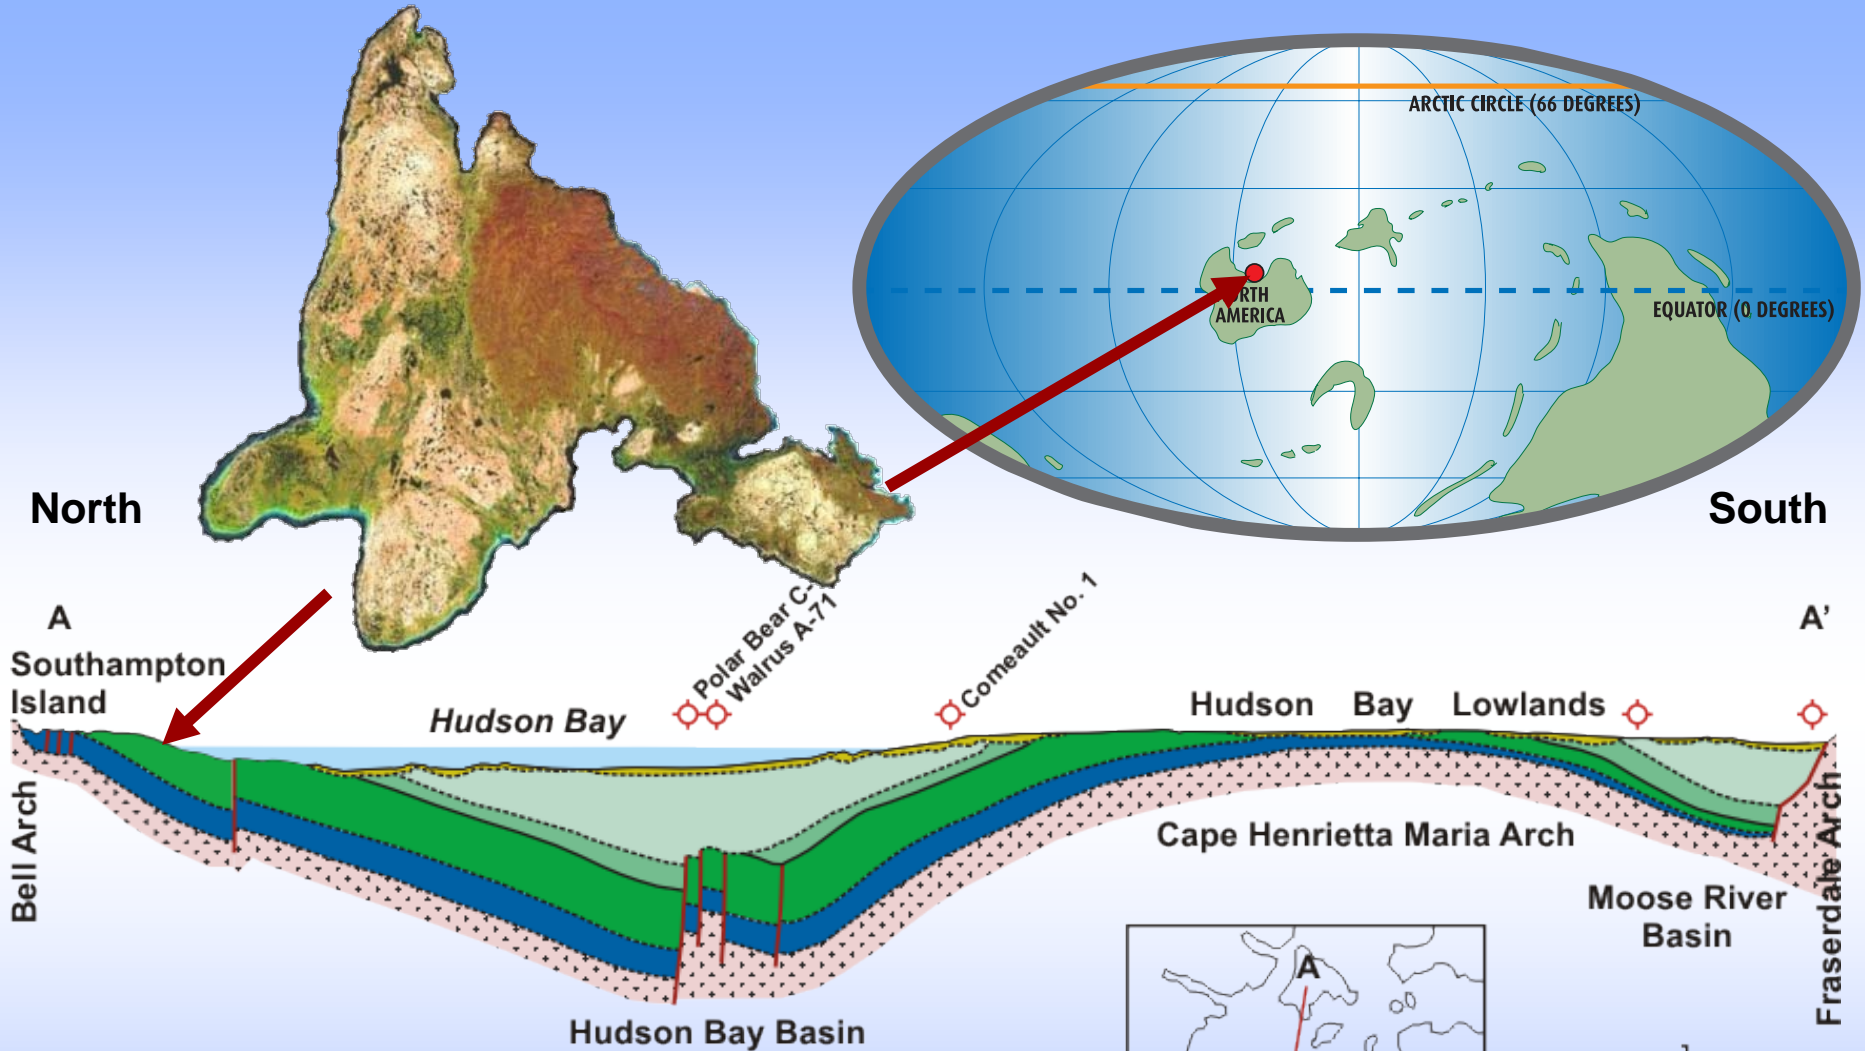 ARCTIC CIRCLE (66 DEGREES)
RTH
AMERICA
EQUATOR (0 DEGREES)
North
South
A
A'
Southampton
Island
Hudson Bay
Polar Bear C-
Walrus A-71
Comeault No. 1
Hudson Bay Lowlands
Bell Arch
Cape Henrietta Maria Arch
Moose River
Basin
Fraserdale Arch
Hudson Bay Basin
A